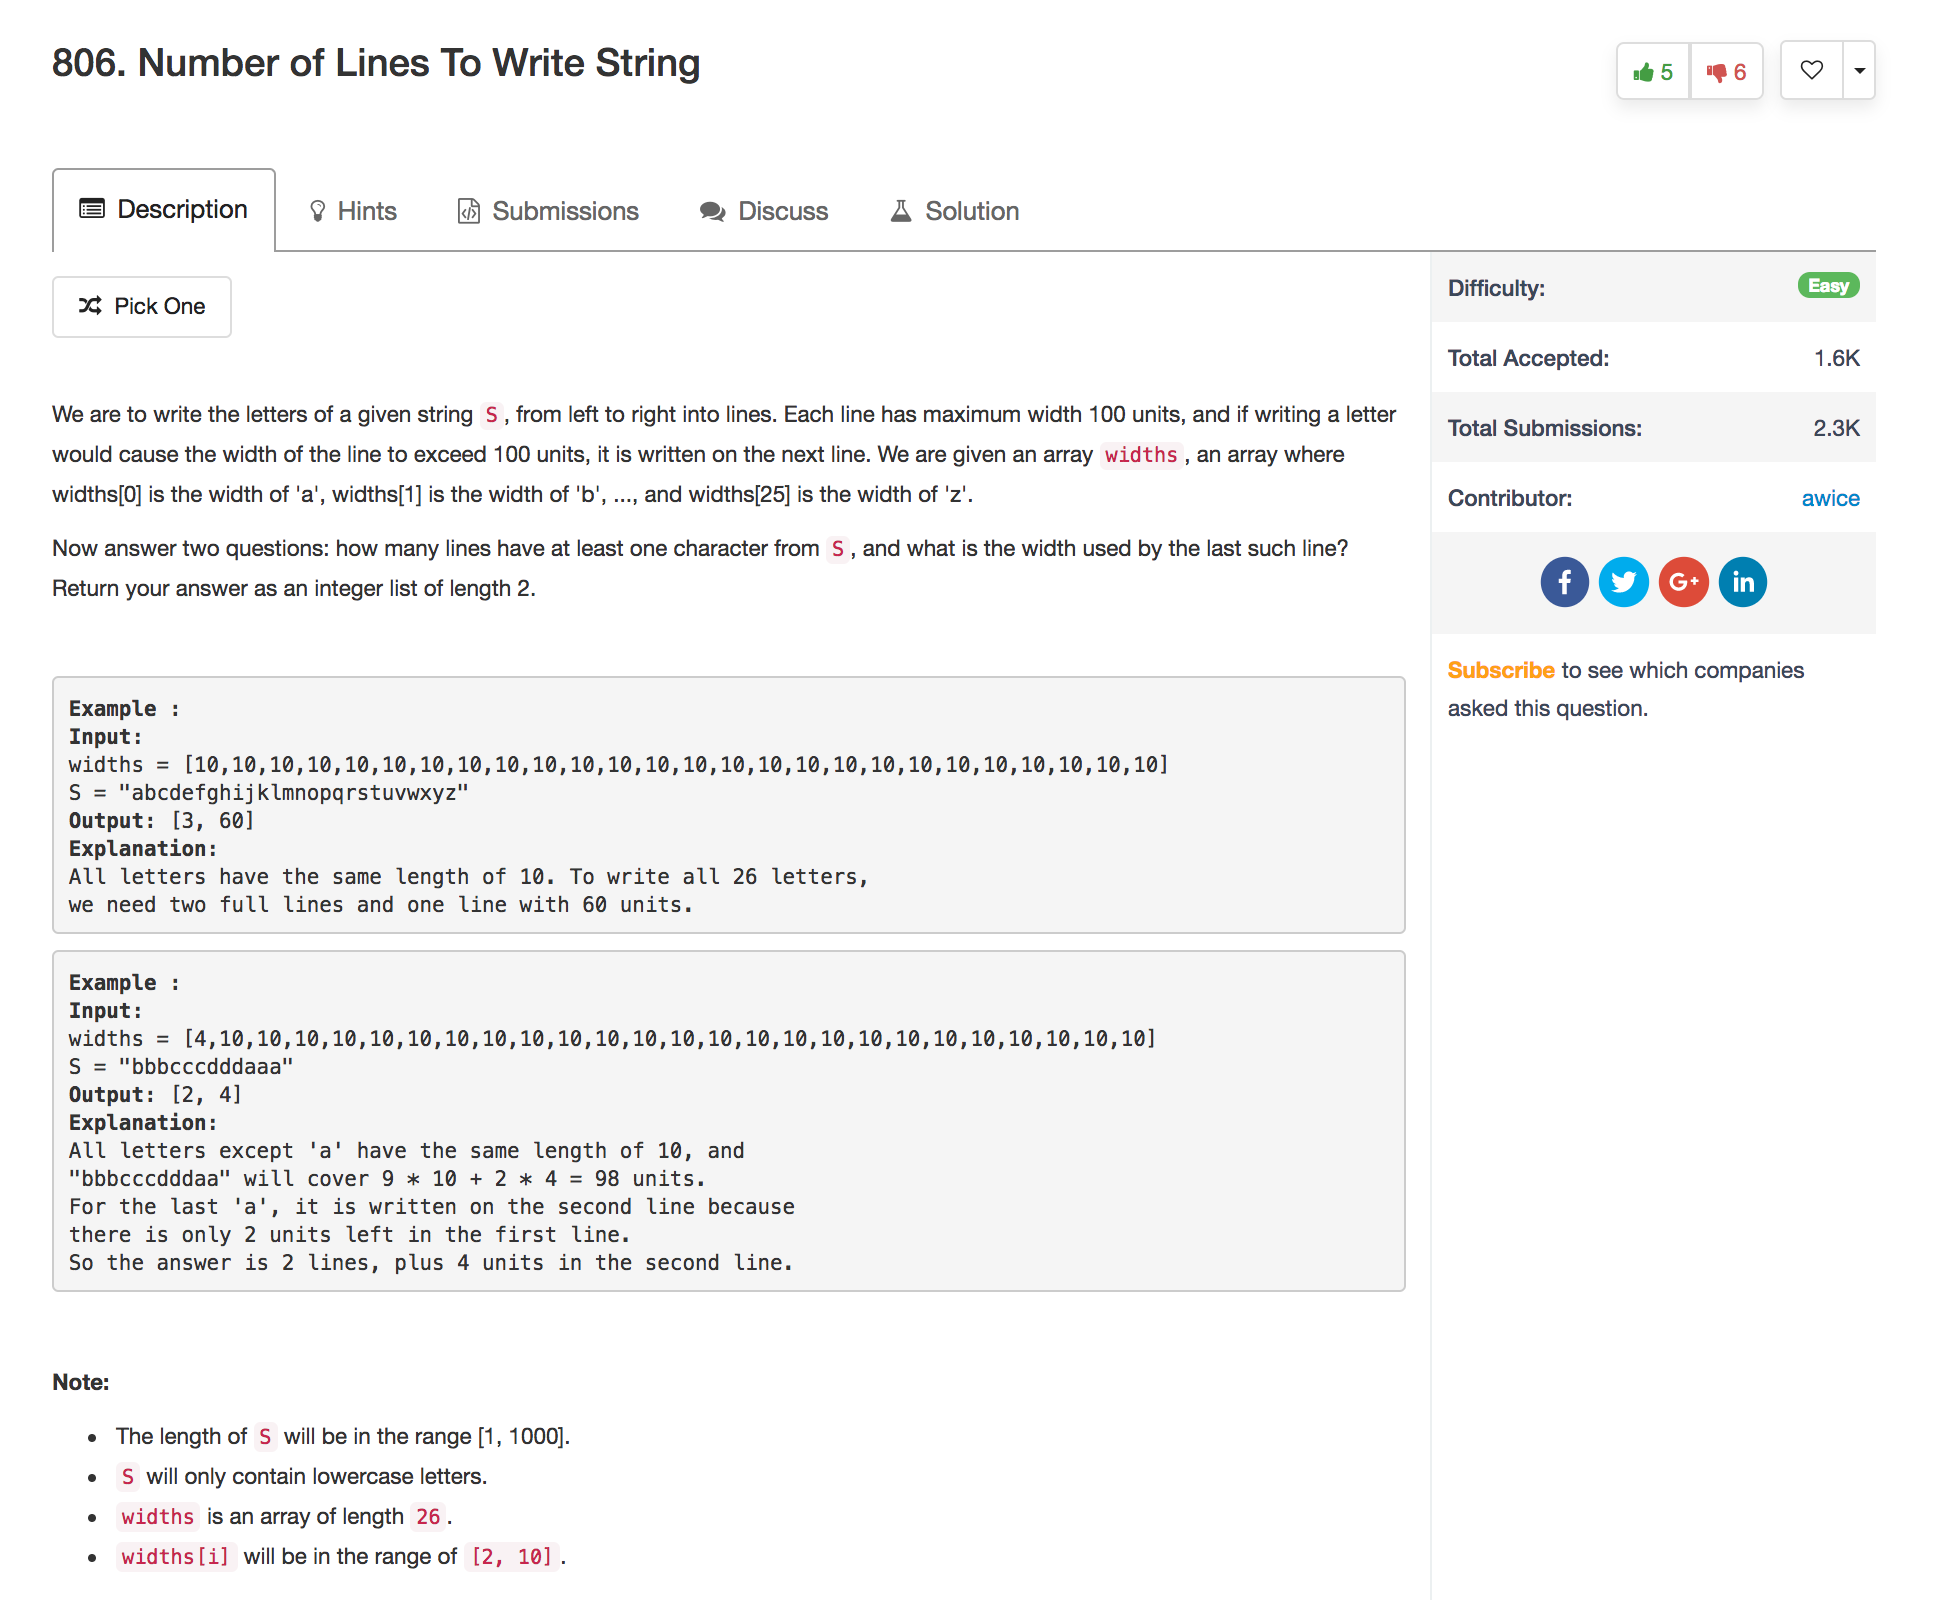 806. Number of Lines To Write String
5
6
Description
Hints
Submissions
Discuss
Solution
Pick One
We are to write the letters of a given string S, from left to right into lines. Each line has maximum width 100 units, and if writing a letter
would cause the width of the line to exceed 100 units, it is written on the next line. We are given an array widths, an array where
widths[0] is the width of 'a', widths[1] is the width of 'b', ..., and widths[25] is the width of 'z'.
Now answer two questions: how many lines have at least one character from S, and what is the width used by the last such line?
Return your answer as an integer list of length 2.
Example :
Input:
widths = [10,10,10,10,10,10,10,10,10,10,10,10,10,10,10,10,10,10,10,10,10,10,10,10,10,10]
S = "abcdefghijklmnopqrstuvwxyz"
Output: [3, 60]
Explanation:
All letters have the same length of 10. To write all 26 letters,
we need two full lines and one line with 60 units.
Example :
Input:
widths = [4,10,10,10,10,10,10,10,10,10,10,10,10,10,10,10,10,10,10,10,10,10,10,10,10,10]
S = "bbbcccdddaaa"
Output: [2, 4]
Explanation:
All letters except 'a' have the same length of 10, and
"bbbcccdddaa" will cover 9 * 10 + 2 * 4 = 98 units.
For the last 'a', it is written on the second line because
there is only 2 units left in the first line.
So the answer is 2 lines, plus 4 units in the second line.
Note:
The length of S will be in the range [1, 1000].
S will only contain lowercase letters.
widths is an array of length 26.
widths[i] will be in the range of [2, 10].
Difficulty: Easy
Total Accepted: 1.6K
Total Submissions: 2.3K
Contributor: awice
f
G+
in
Subscribe to see which companies
asked this question.